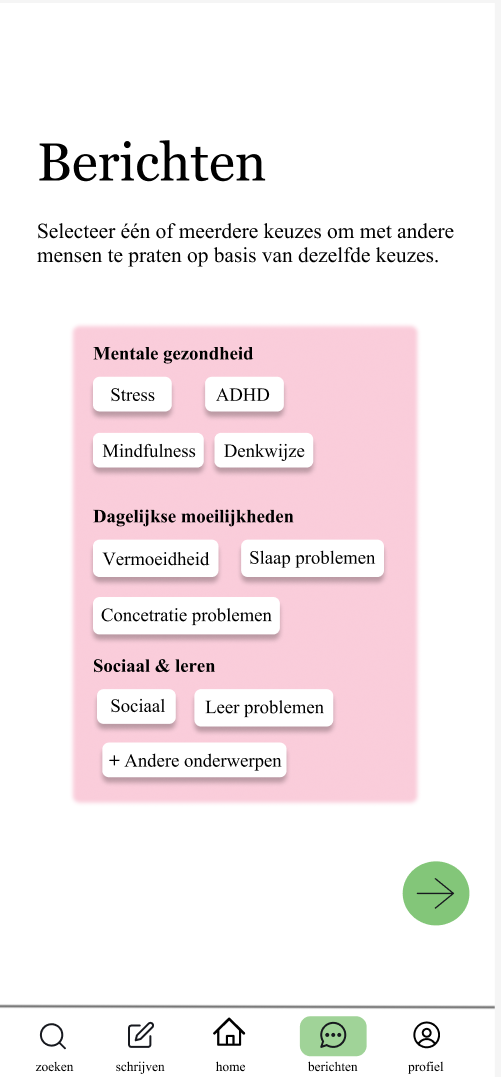 Berichten
Selecteer één of meerdere keuzes om met andere
mensen te praten op basis van dezelfde keuzes.
Mentale gezondheid
Stress
ADHD
Mindfulness
Denkwijze
Dagelijkse moeilijkheden
Vermoeidheid
Slaap problemen
Concetratie problemen
Sociaal & leren
Sociaal
Leer problemen
+ Andere onderwerpen
zoeken
schrijven
home
berichten
profiel